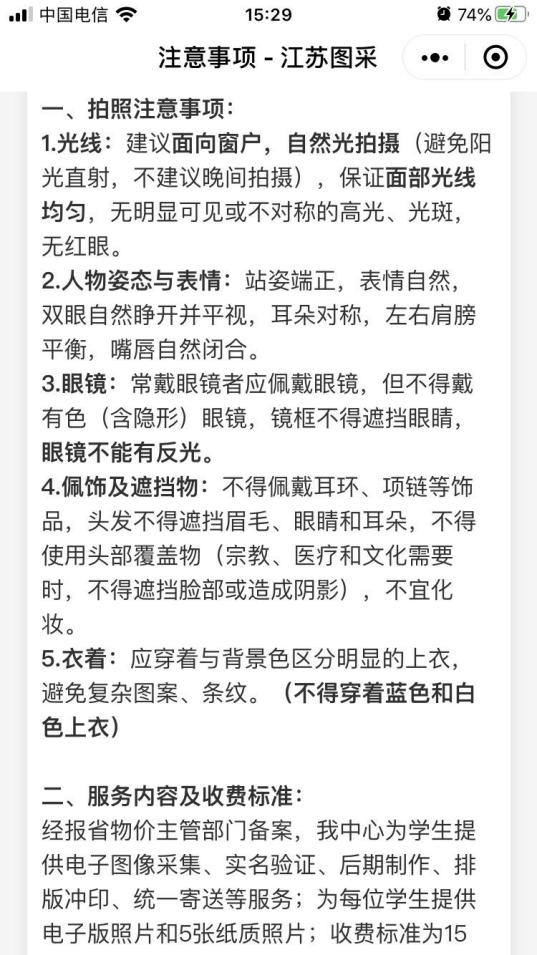 中国电信
15:29
74%
注意事项 - 江苏图采
一、拍照注意事项：
1.光线：建议面向窗户，自然光拍摄（避免阳
光直射，不建议晚间拍摄），保证面部光线
均匀，无明显可见或不对称的高光、光斑，
无红眼。
2.人物姿态与表情：站姿端正，表情自然，
双眼自然睁开并平视，耳朵对称，左右肩膀
平衡，嘴唇自然闭合。
3.眼镜：常戴眼镜者应佩戴眼镜，但不得戴
有色（含隐形）眼镜，镜框不得遮挡眼睛，
眼镜不能有反光。
4.佩饰及遮挡物：不得佩戴耳环、项链等饰
品，头发不得遮挡眉毛、眼睛和耳朵，不得
使用头部覆盖物（宗教、医疗和文化需要
时，不得遮挡脸部或造成阴影），不宜化
妆。
5.衣着：应穿着与背景色区分明显的上衣，
避免复杂图案、条纹。（不得穿着蓝色和白
色上衣）
二、服务内容及收费标准：
经报省物价主管部门备案，我中心为学生提
供电子图像采集、实名验证、后期制作、排
版冲印、统一寄送等服务；为每位学生提供
电子版照片和5张纸质照片；收费标准为15